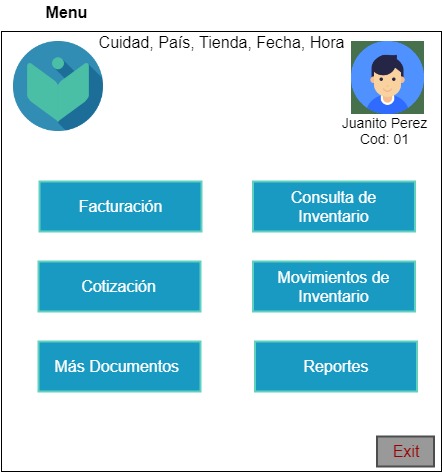 Menu
Cuidad, País, Tienda, Fecha, Hora
Juanito Perez
Cod: 01
Facturación
Consulta de
Inventario
Cotización
Movimientos de
Inventario
Más Documentos
Reportes
Exit